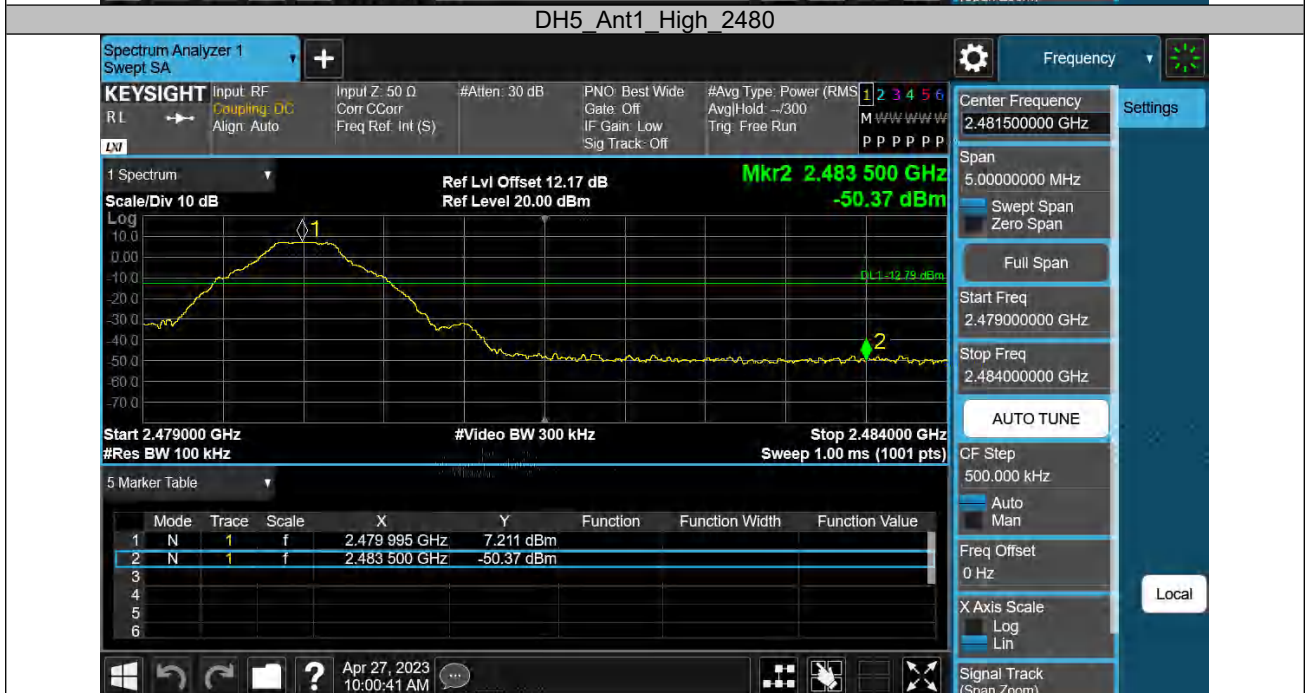 (Span Zoom)
DH5_Ant1_High_2480
Spectrum Analyzer 1
Swept SA
+
Frequency
KEYSIGHT
RL
LXI
Input: RF
Coupling: DC
Align: Auto
Input Z: 50 Ω
Corr CCorr
Freq Ref: Int (S)
#Atten: 30 dB
PNO: Best Wide
Gate: Off
IF Gain: Low
Sig Track: Off
#Avg Type: Power (RMS
Avg|Hold: --/300
Trig: Free Run
1 2 3 4 5 6
M W W W W W
P P P P P P
Center Frequency
2.481500000 GHz
Settings
Span
5.00000000 MHz
Swept Span
Zero Span
Full Span
Start Freq
2.479000000 GHz
Stop Freq
2.484000000 GHz
AUTO TUNE
CF Step
500.000 kHz
Auto
Man
Freq Offset
0 Hz
X Axis Scale
Log
Lin
Signal Track
(Span Zoom)
Local
1 Spectrum
Scale/Div 10 dB
Ref Lvl Offset 12.17 dB
Ref Level 20.00 dBm
Mkr2 2.483 500 GHz
-50.37 dBm
Log
10.0
0.00
-10.0
-20.0
-30.0
-40.0
-50.0
-60.0
-70.0
1
DL1 -12.79 dBm
2
Start 2.479000 GHz
#Video BW 300 kHz
Stop 2.484000 GHz
#Res BW 100 kHz
Sweep 1.00 ms (1001 pts)
5 Marker Table
Mode Trace Scale X Y Function Function Width Function Value
1 N 1 f 2.479 995 GHz 7.211 dBm
2 N 1 f 2.483 500 GHz -50.37 dBm
3
4
5
6
?
Apr 27, 2023
10:00:41 AM